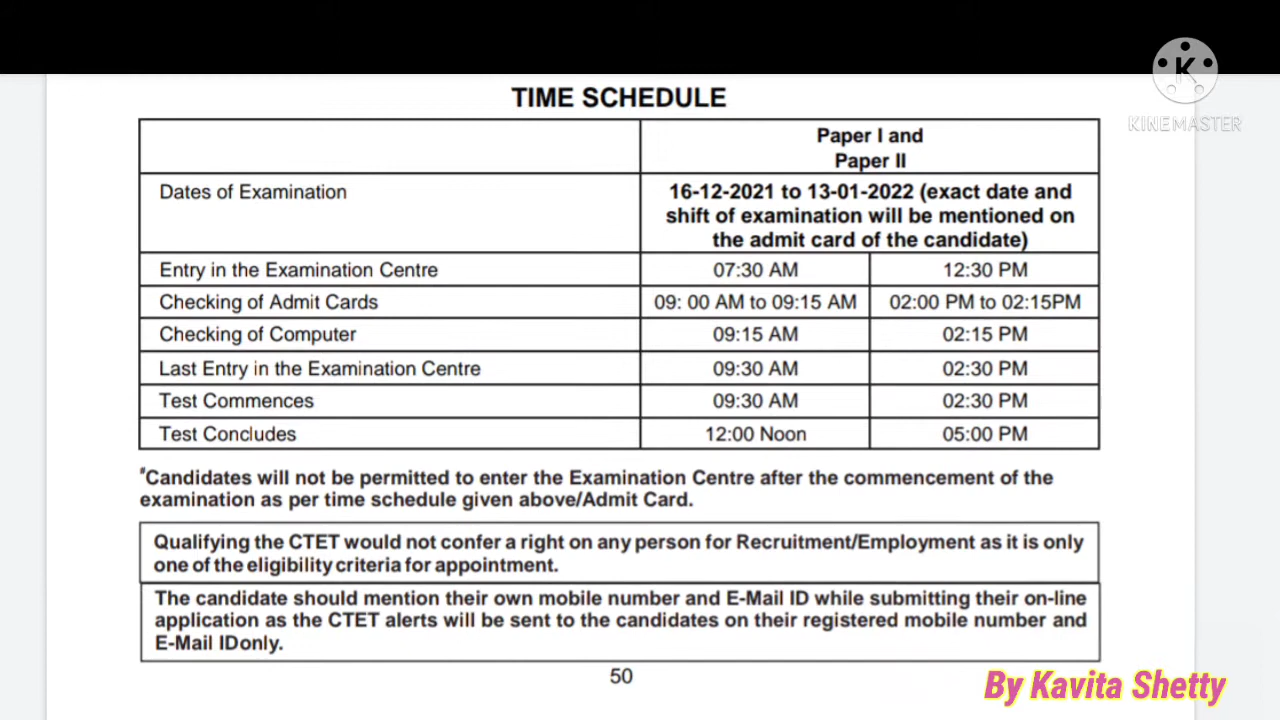 K
KINEMASTER
TIME SCHEDULE
Paper I and
Paper II
Dates of Examination
16-12-2021 to 13-01-2022 (exact date and
shift of examination will be mentioned on
the admit card of the candidate)
Entry in the Examination Centre 07:30 AM 12:30 PM
Checking of Admit Cards 09: 00 AM to 09:15 AM 02:00 PM to 02:15PM
Checking of Computer 09:15 AM 02:15 PM
Last Entry in the Examination Centre 09:30 AM 02:30 PM
Test Commences 09:30 AM 02:30 PM
Test Concludes 12:00 Noon 05:00 PM
#Candidates will not be permitted to enter the Examination Centre after the commencement of the
examination as per time schedule given above/Admit Card.
Qualifying the CTET would not confer a right on any person for Recruitment/Employment as it is only
one of the eligibility criteria for appointment.
The candidate should mention their own mobile number and E-Mail ID while submitting their on-line
application as the CTET alerts will be sent to the candidates on their registered mobile number and
E-Mail IDonly.
50
By Kavita Shetty